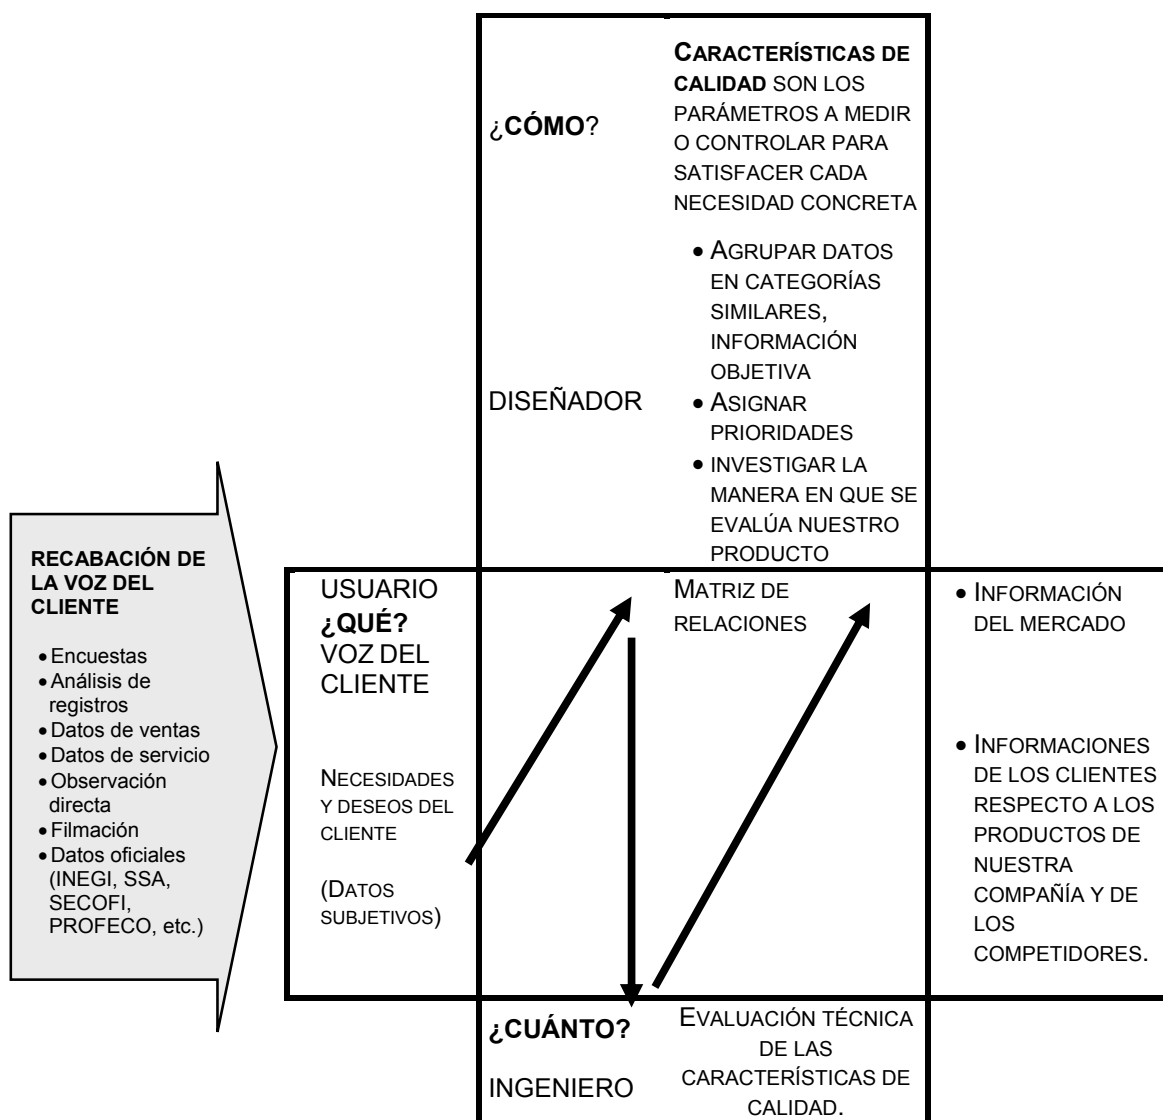 ¿CÓMO?
CARACTERÍSTICAS DE
CALIDAD SON LOS
PARÁMETROS A MEDIR
O CONTROLAR PARA
SATISFACER CADA
NECESIDAD CONCRETA
DISEÑADOR
• AGRUPAR DATOS
EN CATEGORÍAS
SIMILARES,
INFORMACIÓN
OBJETIVA
• ASIGNAR
PRIORIDADES
• INVESTIGAR LA
MANERA EN QUE SE
EVALÚA NUESTRO
PRODUCTO
RECABACIÓN DE
LA VOZ DEL
CLIENTE
• Encuestas
• Análisis de
registros
• Datos de ventas
• Datos de servicio
• Observación
directa
• Filmación
• Datos oficiales
(INEGI, SSA,
SECOFI,
PROFECO, etc.)
USUARIO
¿QUÉ?
VOZ DEL
CLIENTE
NECESIDADES
Y DESEOS DEL
CLIENTE
(DATOS
SUBJETIVOS)
MATRIZ DE
RELACIONES
• INFORMACIÓN
DEL MERCADO
• INFORMACIONES
DE LOS CLIENTES
RESPECTO A LOS
PRODUCTOS DE
NUESTRA
COMPAÑÍA Y DE
LOS
COMPETIDORES.
¿CUÁNTO?
INGENIERO
EVALUACIÓN TÉCNICA
DE LAS
CARACTERÍSTICAS DE
CALIDAD.